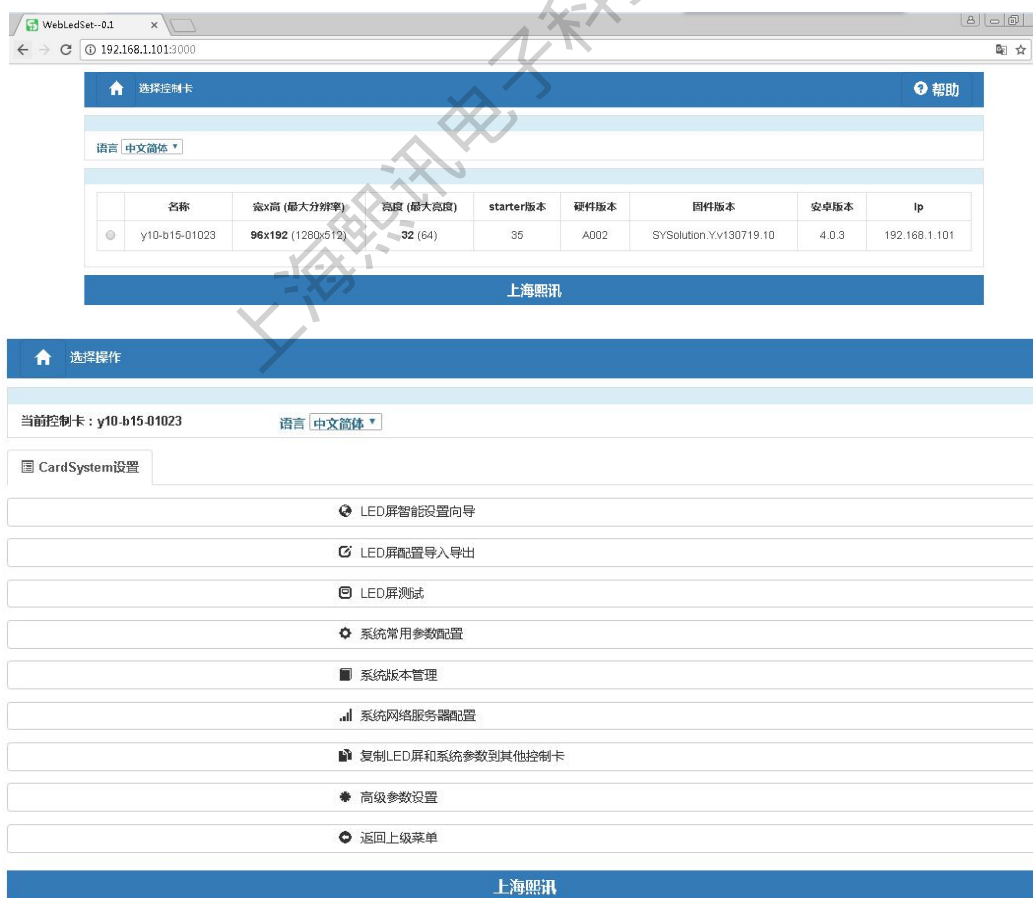 WebLedSet--0.1
192.168.1.101:3000
选择控制卡 帮助
语言 中文简体
名称 宽x高 (最大分辨率) 亮度 (最大亮度) starter版本 硬件版本 固件版本 安卓版本 Ip
y10-b15-01023 96x192 (1280x512) 32 (64) 35 A002 SYSolution.Y.v130719.10 4.0.3 192.168.1.101
上海熙讯
选择操作
当前控制卡：y10-b15-01023 语言 中文简体
CardSystem设置
LED屏智能设置向导
LED屏配置导入导出
LED屏测试
系统常用参数配置
系统版本管理
系统网络服务器配置
复制LED屏和系统参数到其他控制卡
高级参数设置
返回上级菜单
上海熙讯
上海熙讯电子科